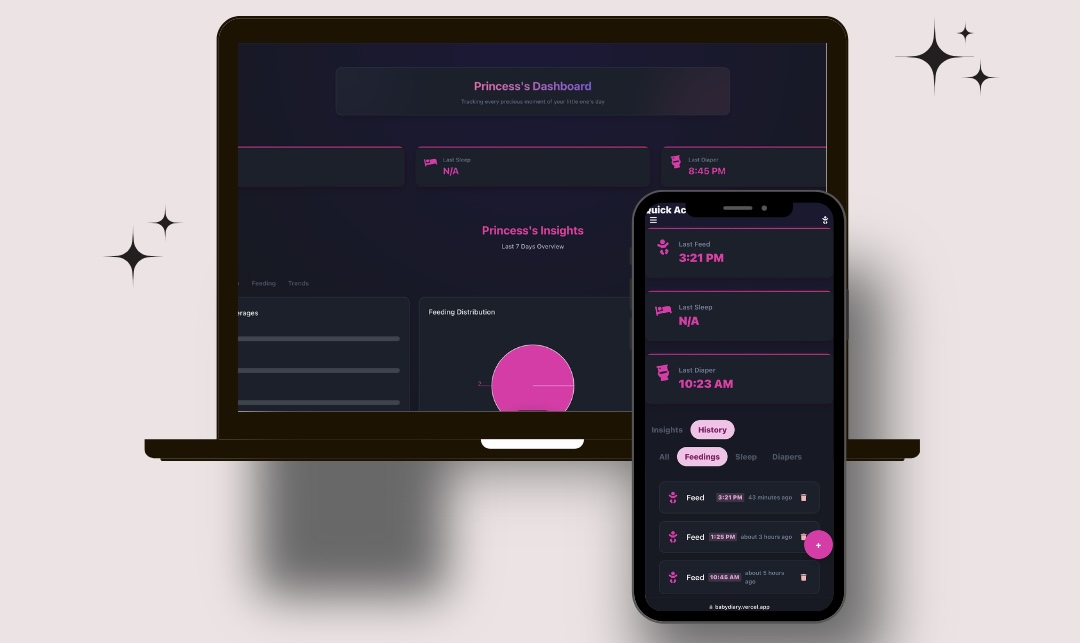 Princess's Dashboard
Tracking every precious moment of your little one's day
Last Sleep
N/A
Last Diaper
8:45 PM
Princess's Insights
Last 7 Days Overview
Feeding Trends
erages
Feeding Distribution
2
Quick Ac
Last Feed
3:21 PM
Last Sleep
N/A
Last Diaper
10:23 AM
Insights History
All Feedings Sleep Diapers
Feed 3:21 PM 43 minutes ago
Feed 1:25 PM about 3 hours ago
+
Feed 10:45 AM about 5 hours
ago
babydiary.vercel.app